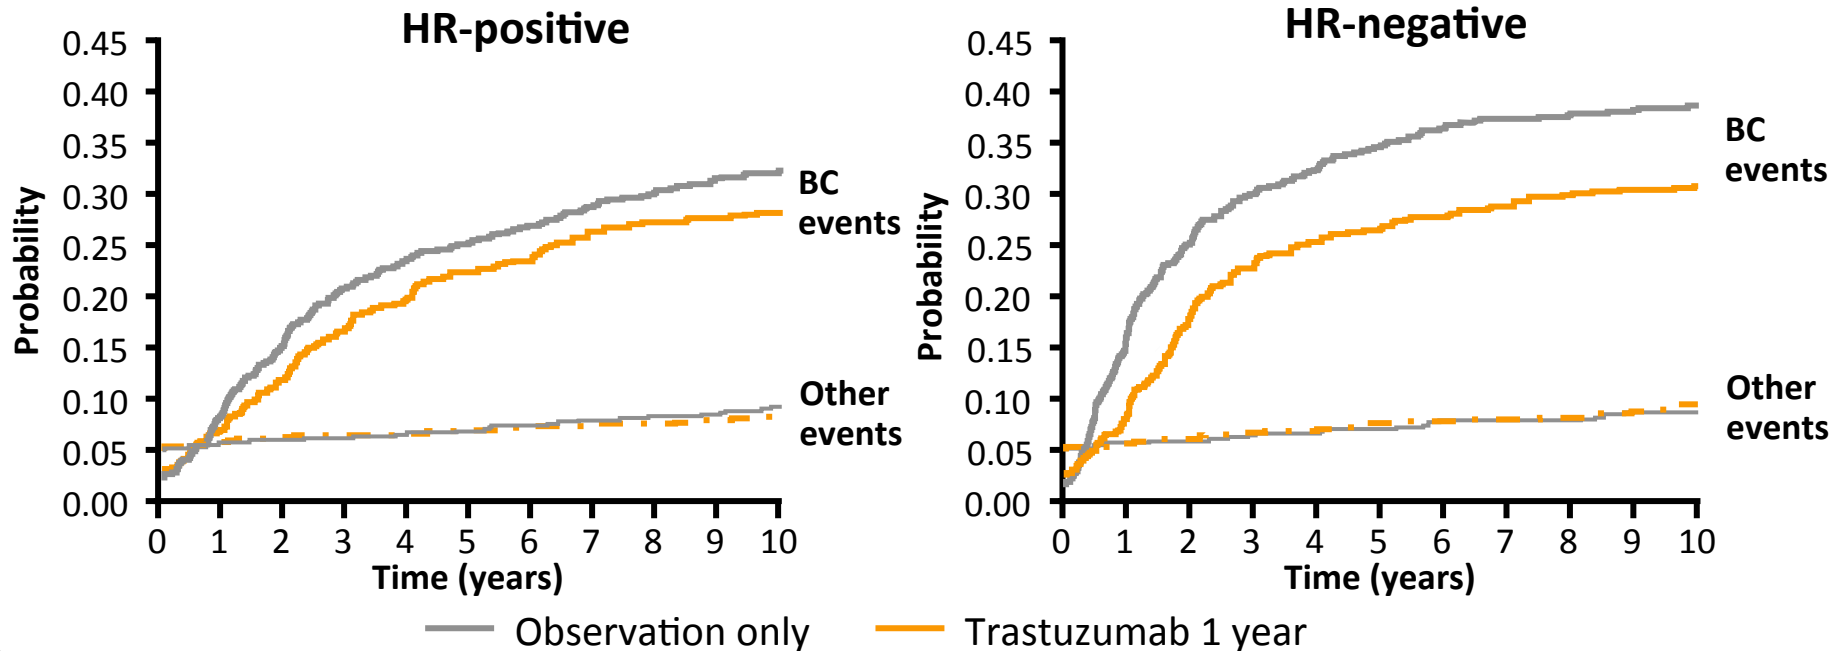 HR-positive
0.45
0.40
0.35
0.30
0.25
0.20
0.15
0.10
0.05
0.00
Probability
BC
events
Other
events
0 1 2 3 4 5 6 7 8 9 10
Time (years)
HR-negative
0.45
0.40
0.35
0.30
0.25
0.20
0.15
0.10
0.05
0.00
Probability
BC
events
Other
events
0 1 2 3 4 5 6 7 8 9 10
Time (years)
Observation only
Trastuzumab 1 year